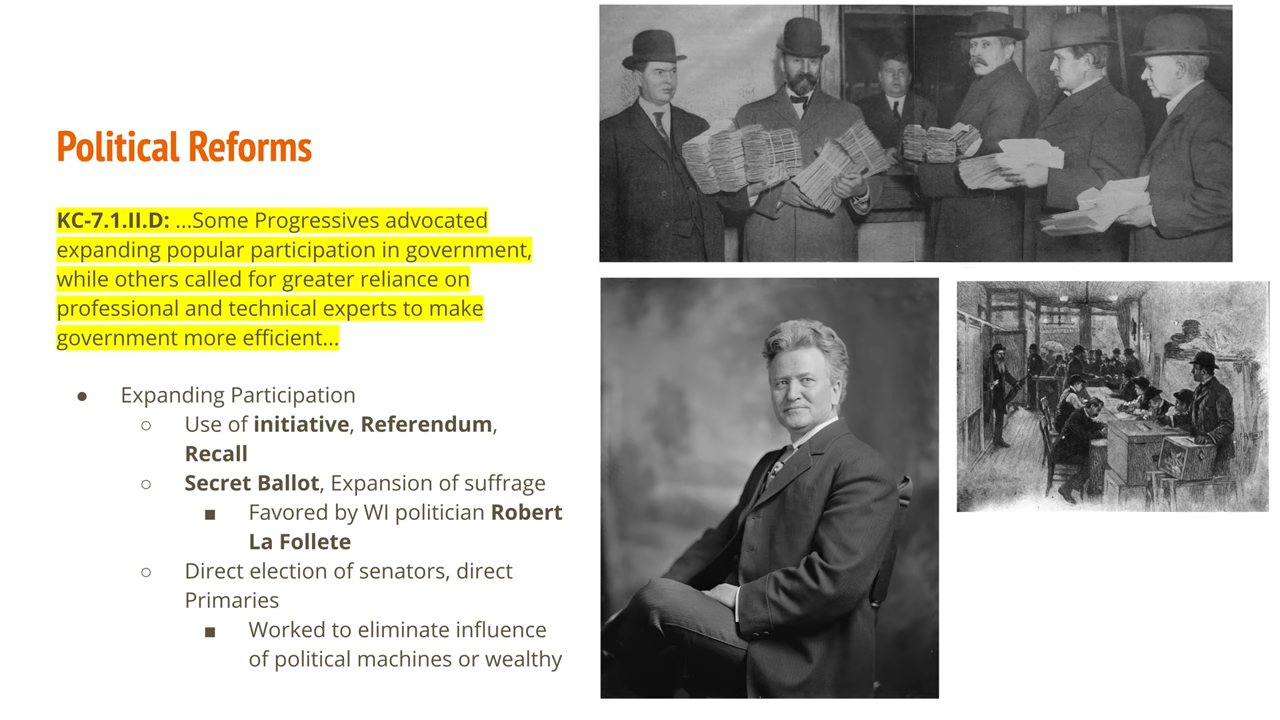 Political Reforms
KC-7.1.II.D: ...Some Progressives advocated
expanding popular participation in government,
while others called for greater reliance on
professional and technical experts to make
government more efficient...
● Expanding Participation
○ Use of initiative, Referendum,
Recall
○ Secret Ballot, Expansion of suffrage
■ Favored by WI politician Robert
La Follete
○ Direct election of senators, direct
Primaries
■ Worked to eliminate influence
of political machines or wealthy